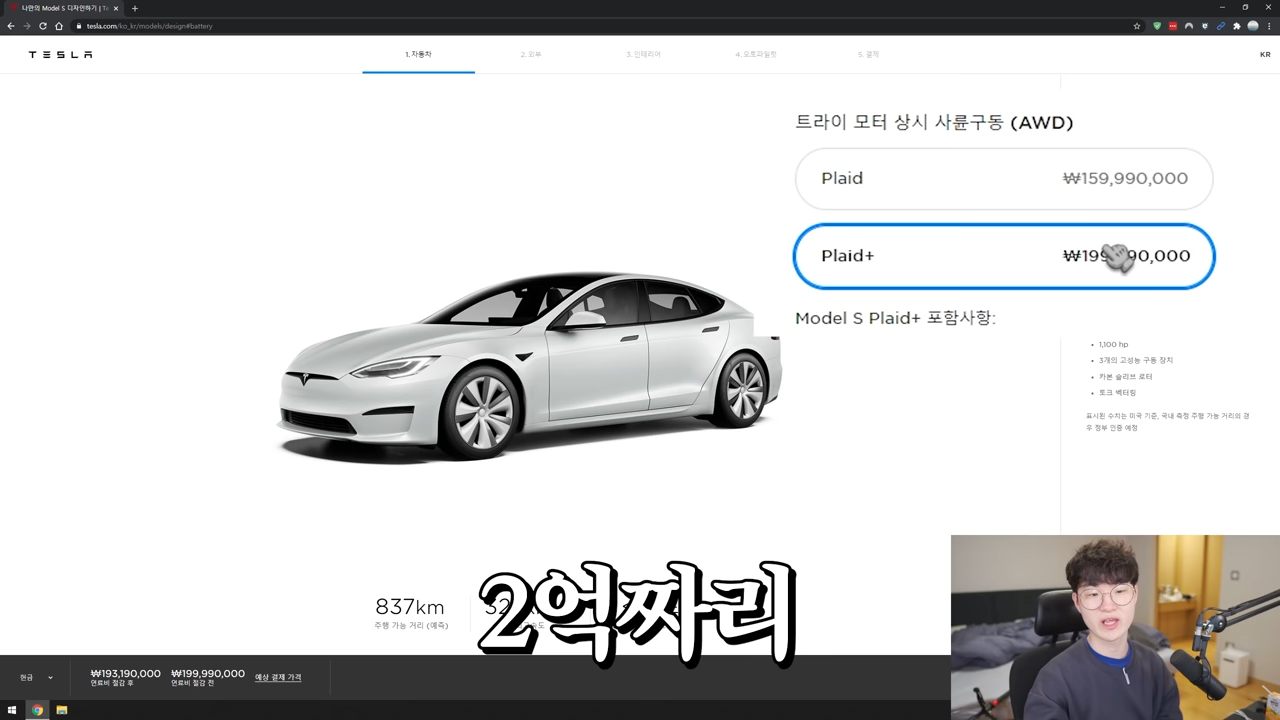 나만의 Model S 디자인하기 | Te
tesla.com/ko_kr/models/design#battery
TESLA
1. 자동차
2. 외부
3. 인테리어
4. 오토파일럿
5. 결제
KR
트라이 모터 상시 사륜구동 (AWD)
Plaid ₩159,990,000
Plaid+
Model S Plaid+ 포함사항:
• 1,100 hp
• 3개의 고성능 구동 장치
• 카본 슬리브 로터
• 토크 벡터링
표시된 수치는 미국 기준, 국내 측정 주행 가능 거리의 경
우 정부 인증 예정
837km
주행 가능 거리 (예측)
2억짜리
현금
₩193,190,000 ₩199,990,000 예상 결제 가격
연료비 절감 후 연료비 절감 전